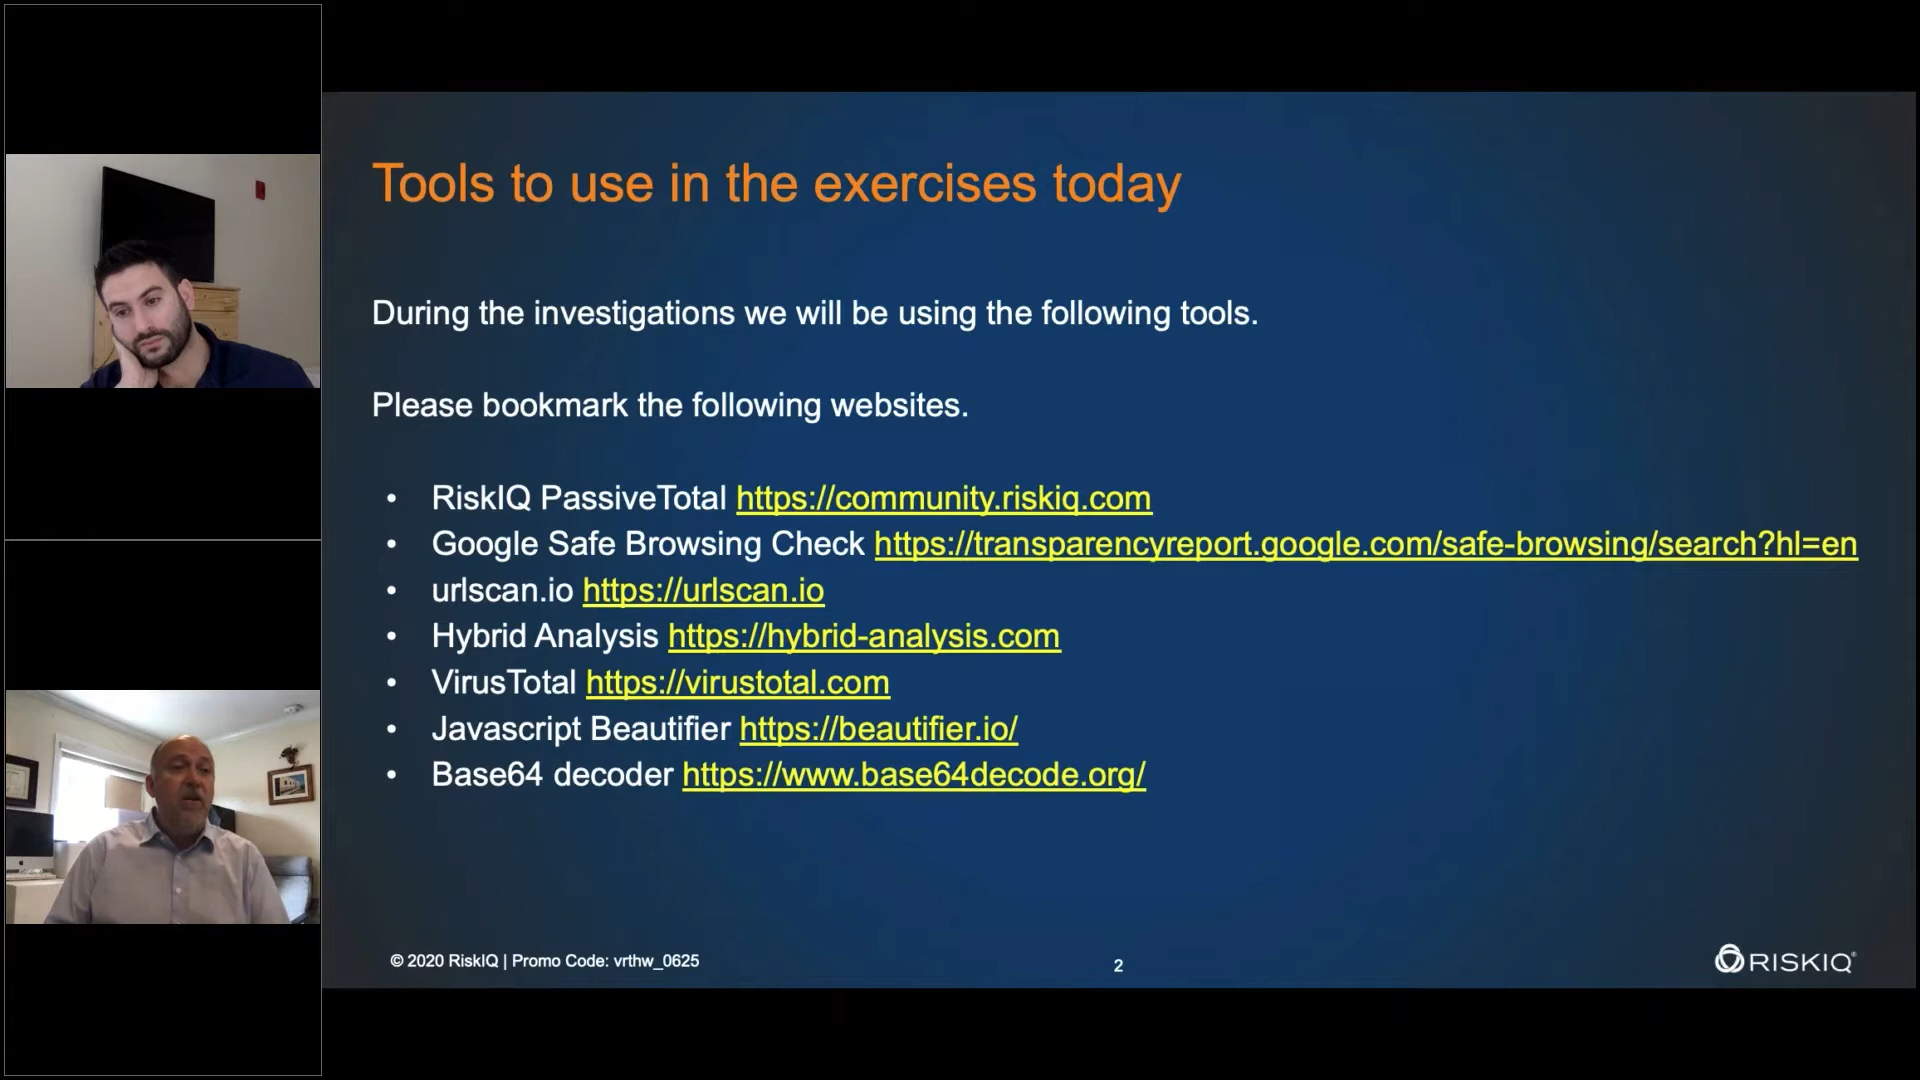 Tools to use in the exercises today
During the investigations we will be using the following tools.
Please bookmark the following websites.
• RiskIQ PassiveTotal https://community.riskiq.com
• Google Safe Browsing Check https://transparencyreport.google.com/safe-browsing/search?hl=en
• urlscan.io https://urlscan.io
• Hybrid Analysis https://hybrid-analysis.com
• VirusTotal https://virustotal.com
• Javascript Beautifier https://beautifier.io/
• Base64 decoder https://www.base64decode.org/
© 2020 RiskIQ | Promo Code: vrthw_0625
2
RISKIQ®